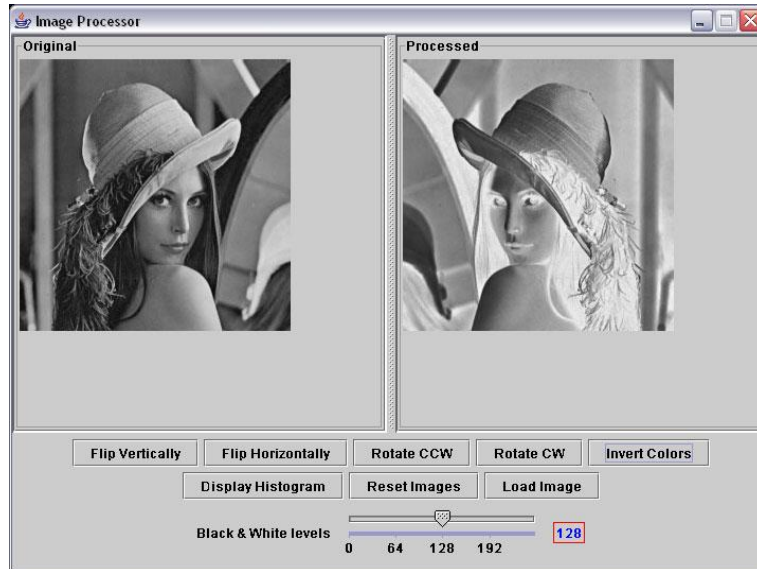 Image Processor
Original Processed
Flip Vertically Flip Horizontally Rotate CCW Rotate CW Invert Colors
Display Histogram Reset Images Load Image
Black & White levels 128
0 64 128 192